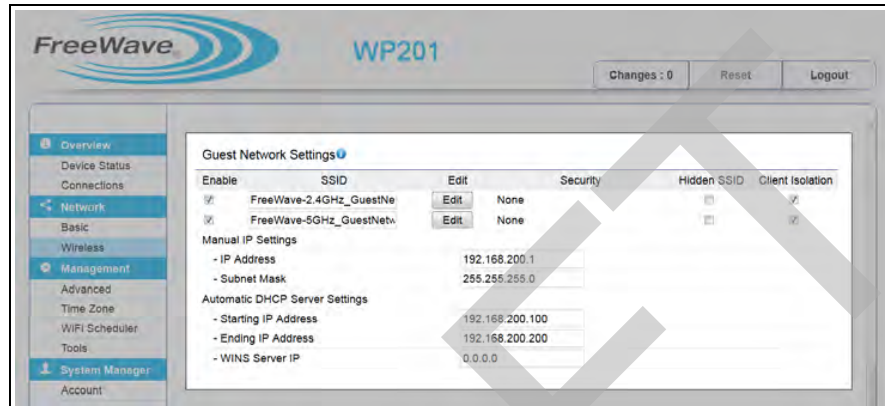 FreeWave
WP201
Changes : 0 Reset Logout
Overview
Device Status
Connections
Network
Basic
Wireless
Management
Advanced
Time Zone
WiFi Scheduler
Tools
System Manager
Account
Guest Network Settings
Enable SSID Edit Security Hidden SSID Client Isolation
FreeWave-2.4GHz_GuestNe Edit None
FreeWave-5GHz_GuestNetw Edit None
Manual IP Settings
- IP Address 192.168.200.1
- Subnet Mask 255.255.255.0
Automatic DHCP Server Settings
- Starting IP Address 192.168.200.100
- Ending IP Address 192.168.200.200
- WINS Server IP 0.0.0.0